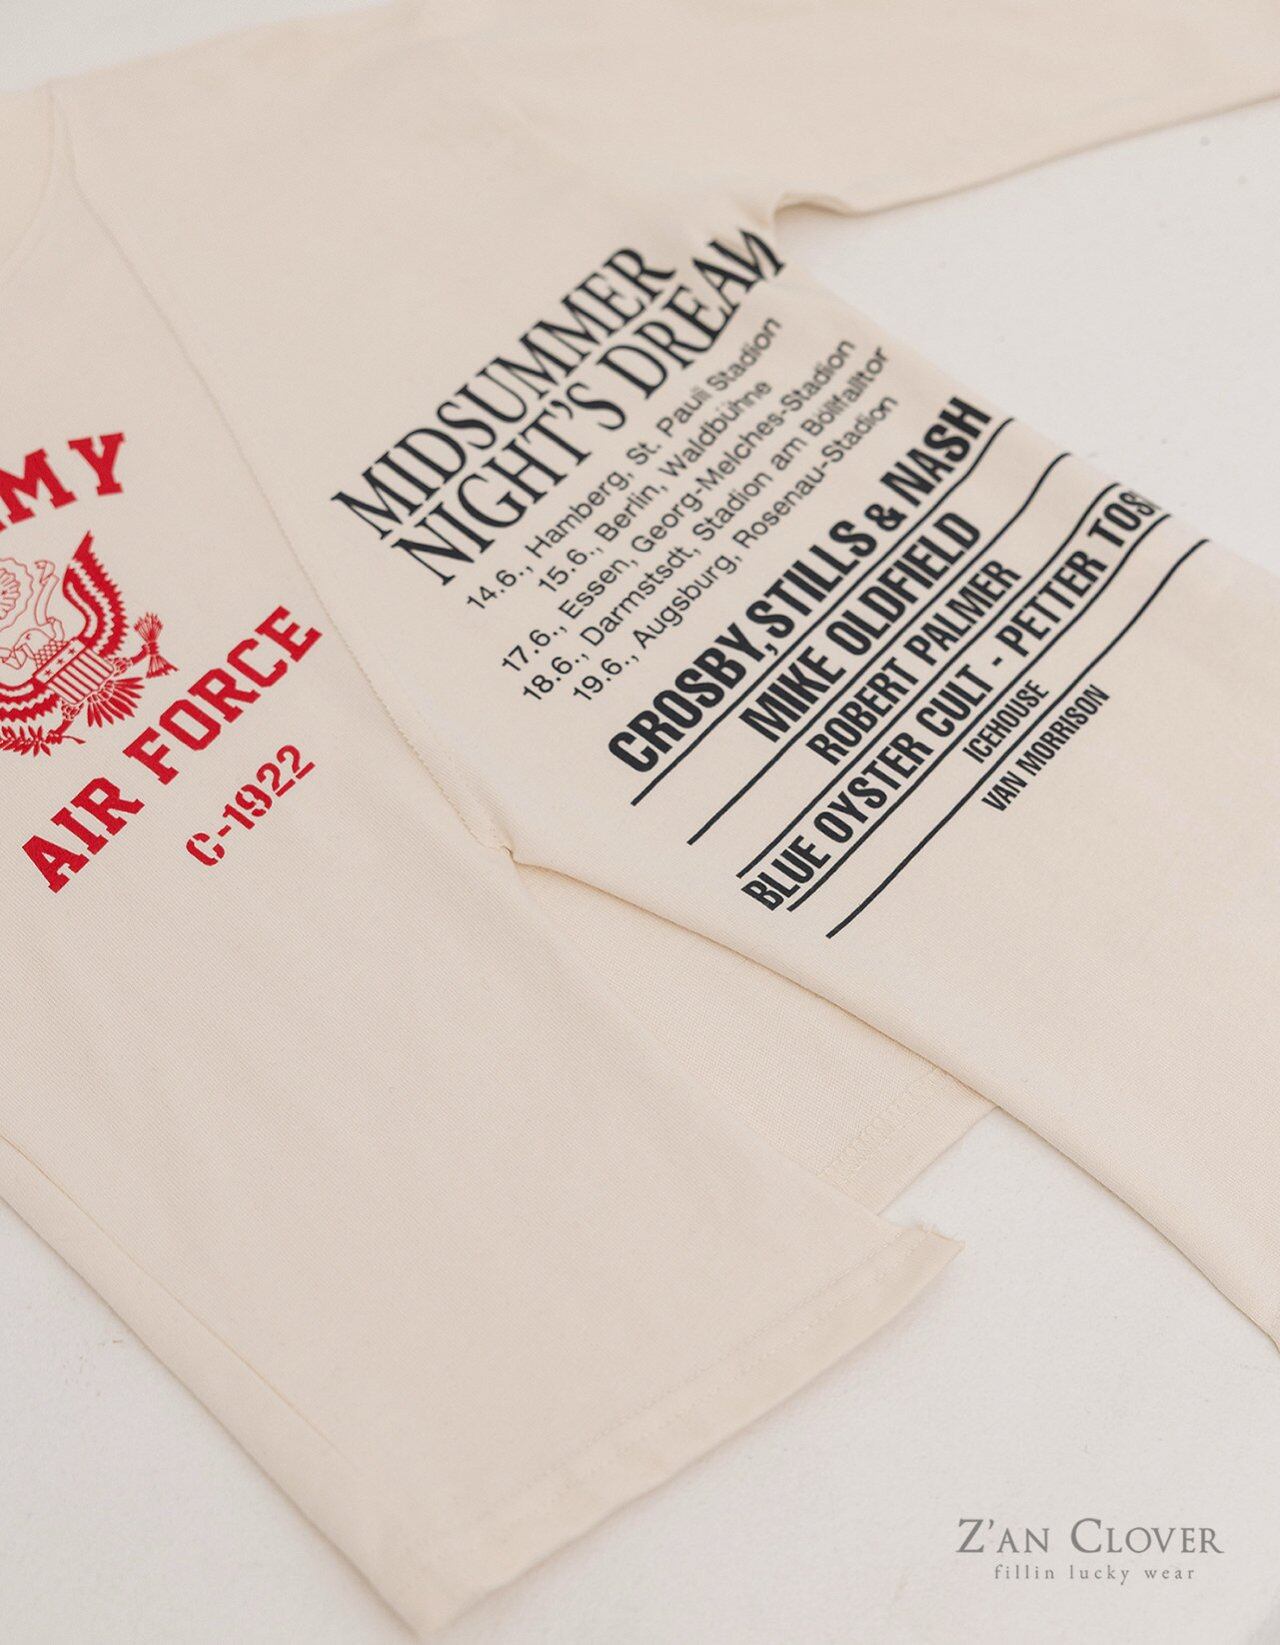 MY
AIR FORCE
C-1922
MIDSUMMER
NIGHT'S DREAM
14.6., Hamberg, St. Pauli Stadion
15.6., Berlin, Waldbühne
17.6., Essen, Georg-Melches-Stadion
18.6., Darmstsdt, Stadion am Böllfalltor
19.6., Augsburg, Rosenau-Stadion
CROSBY, STILLS & NASH
MIKE OLDFIELD
ROBERT PALMER
BLUE OYSTER CULT - PETTER TOS
ICEHOUSE
VAN MORRISON
Z'AN CLOVER
fillin lucky wear